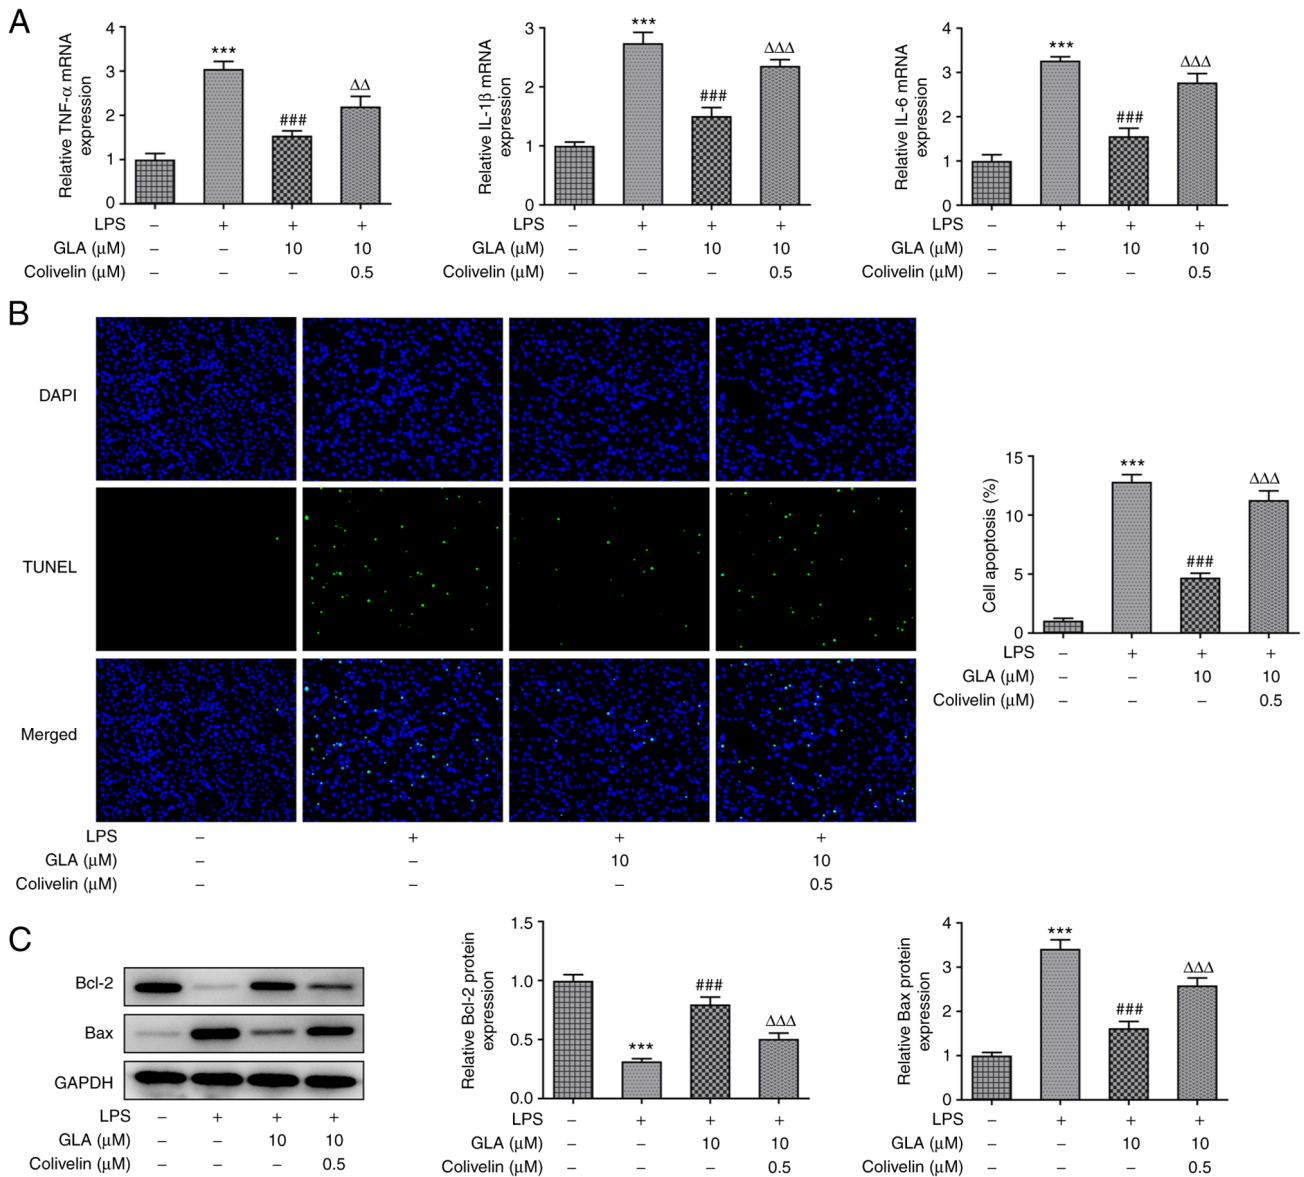 A
Relative TNF-α mRNA
expression
4
3
2
1
0
***
###
ΔΔ
LPS – + + +
GLA (μM) – – 10 10
Colivelin (μM) – – – 0.5
Relative IL-1β mRNA
expression
3
2
1
0
***
###
ΔΔΔ
LPS – + + +
GLA (μM) – – 10 10
Colivelin (μM) – – – 0.5
Relative IL-6 mRNA
expression
4
3
2
1
0
***
###
ΔΔΔ
LPS – + + +
GLA (μM) – – 10 10
Colivelin (μM) – – – 0.5
B
DAPI
TUNEL
Merged
LPS – + + +
GLA (μM) – – 10 10
Colivelin (μM) – – – 0.5
Cell apoptosis (%)
15
10
5
0
***
###
ΔΔΔ
LPS – + + +
GLA (μM) – – 10 10
Colivelin (μM) – – – 0.5
C
Bcl-2
Bax
GAPDH
LPS – + + +
GLA (μM) – – 10 10
Colivelin (μM) – – – 0.5
Relative Bcl-2 protein
expression
1.5
1.0
0.5
0.0
***
###
ΔΔΔ
LPS – + + +
GLA (μM) – – 10 10
Colivelin (μM) – – – 0.5
Relative Bax protein
expression
4
3
2
1
0
***
###
ΔΔΔ
LPS – + + +
GLA (μM) – – 10 10
Colivelin (μM) – – – 0.5